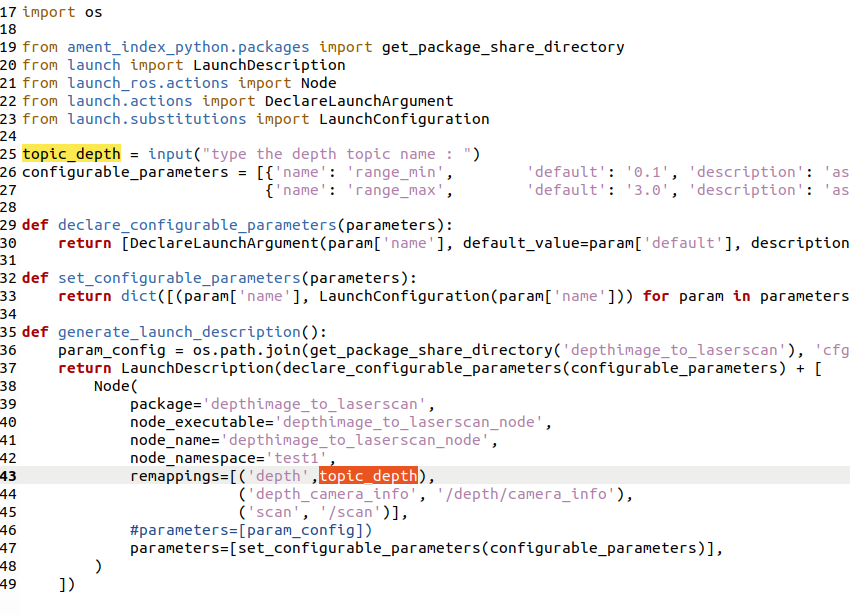 17 import os
18
19 from ament_index_python.packages import get_package_share_directory
20 from launch import LaunchDescription
21 from launch_ros.actions import Node
22 from launch.actions import DeclareLaunchArgument
23 from launch.substitutions import LaunchConfiguration
24
25 topic_depth = input("type the depth topic name : ")
26 configurable_parameters = [{'name': 'range_min',        'default': '0.1', 'description': 'as
27                            {'name': 'range_max',        'default': '3.0', 'description': 'as
28
29 def declare_configurable_parameters(parameters):
30     return [DeclareLaunchArgument(param['name'], default_value=param['default'], description
31
32 def set_configurable_parameters(parameters):
33     return dict([(param['name'], LaunchConfiguration(param['name'])) for param in parameters
34
35 def generate_launch_description():
36     param_config = os.path.join(get_package_share_directory('depthimage_to_laserscan'), 'cfg
37     return LaunchDescription(declare_configurable_parameters(configurable_parameters) + [
38         Node(
39             package='depthimage_to_laserscan',
40             node_executable='depthimage_to_laserscan_node',
41             node_name='depthimage_to_laserscan_node',
42             node_namespace='test1',
43             remappings=[('depth',topic_depth),
44                         ('depth_camera_info', '/depth/camera_info'),
45                         ('scan', '/scan')],
46             #parameters=[param_config])
47             parameters=[set_configurable_parameters(configurable_parameters)],
48         )
49     ])